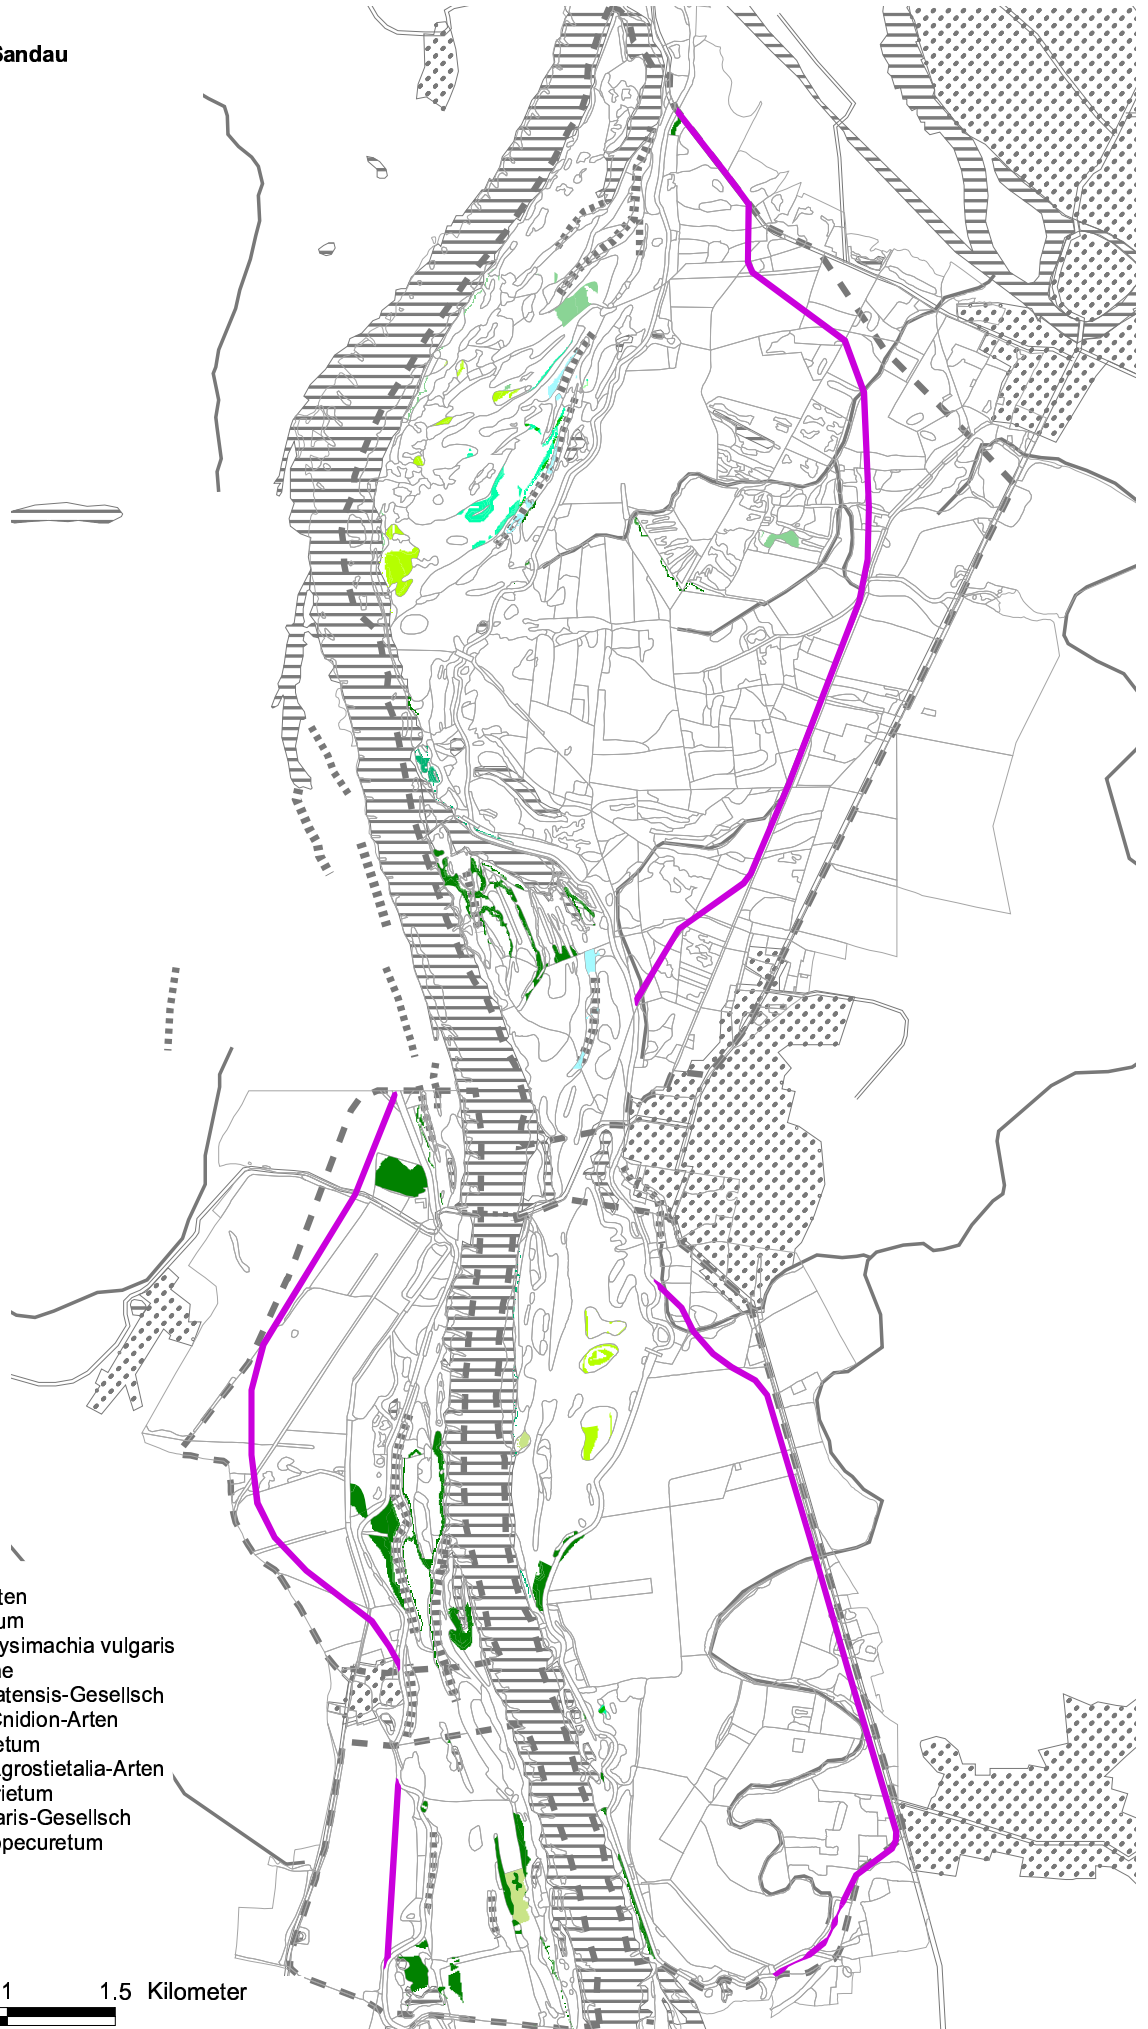 Sandau
ten
um
ysimachia vulgaris
ne
atensis-Gesellsch
Cnidion-Arten
etum
Agrostietalia-Arten
rietum
aris-Gesellsch
opecuretum
1 1.5 Kilometer